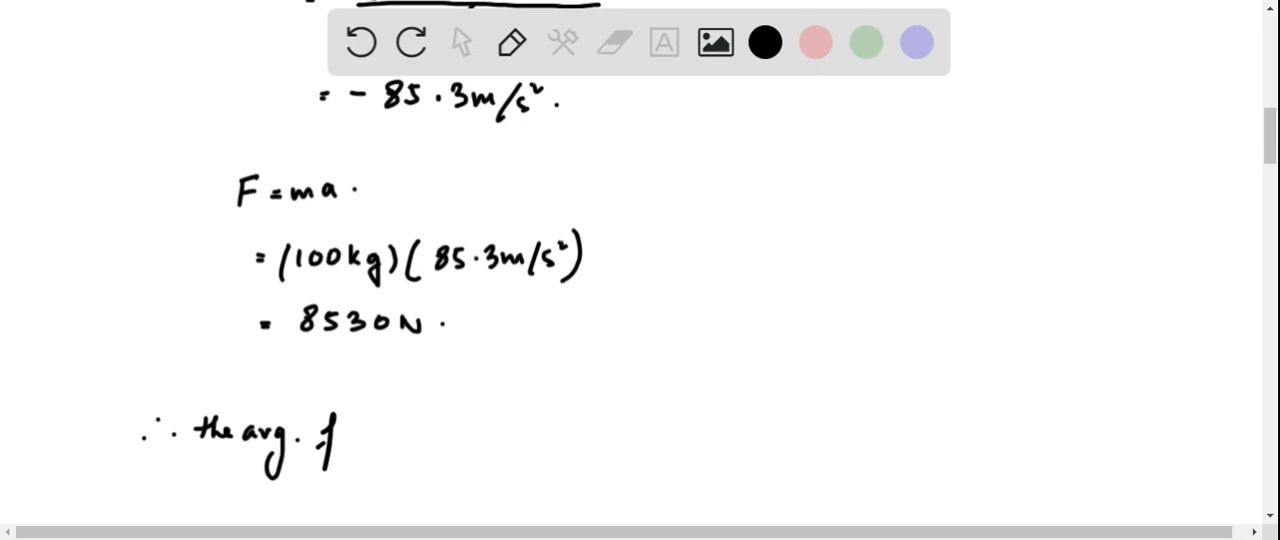 = - 85.3m/s².
F = ma.
= (100kg)(85.3m/s²)
= 8530N.
∴ the avg. f
A